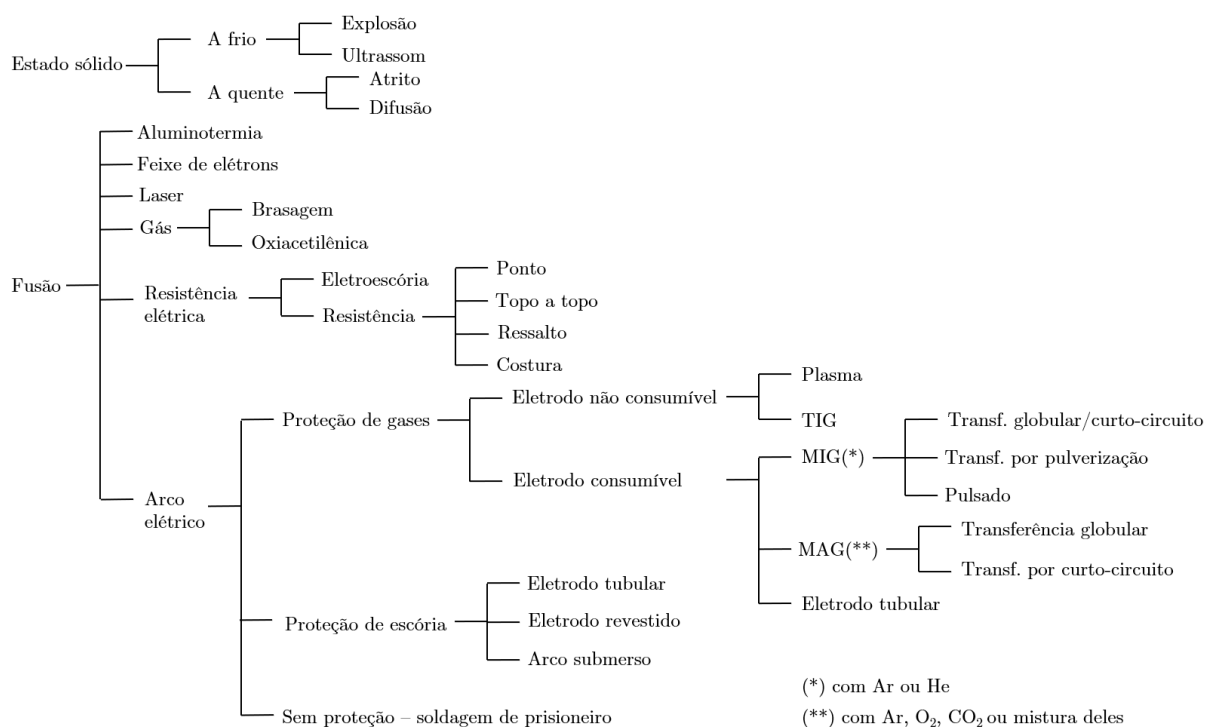 Explosão
A frio
Ultrassom
Estado sólido
Atrito
A quente
Difusão
Aluminotermia
Feixe de elétrons
Laser
Brasagem
Gás
Oxiacetilênica
Fusão
Eletroescória
Resistência
elétrica
Resistência
Ponto
Topo a topo
Ressalto
Costura
Plasma
Eletrodo não consumível
TIG
Proteção de gases
Transf. globular/curto-circuito
MIG(*)
Transf. por pulverização
Eletrodo consumível
Pulsado
Arco
elétrico
Transferência globular
MAG(**)
Transf. por curto-circuito
Eletrodo tubular
Eletrodo tubular
Proteção de escória
Eletrodo revestido
Arco submerso
Sem proteção – soldagem de prisioneiro
(*) com Ar ou He
(**) com Ar, O₂, CO₂ ou mistura deles